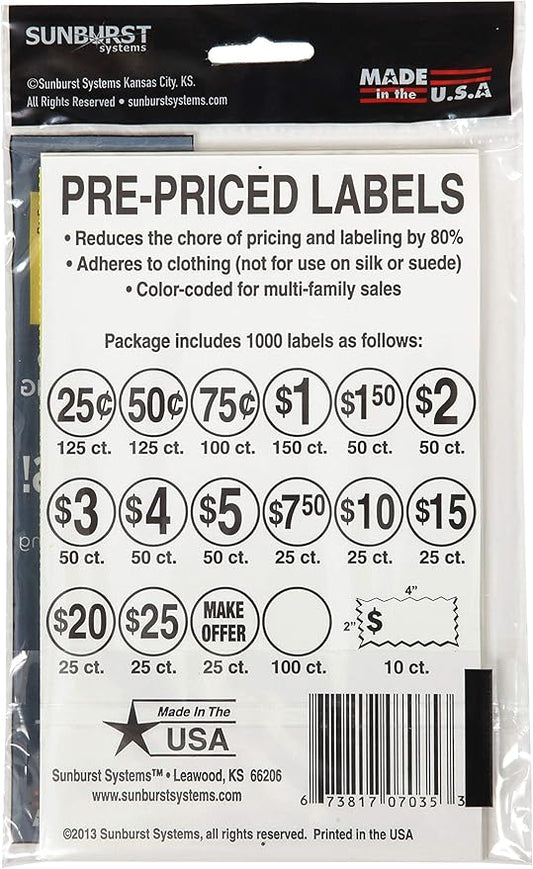 SUNBURST
systems
©Sunburst Systems Kansas City, KS.
All Rights Reserved • sunburstsystems.com
MADE
in the U.S.A
PRE-PRICED LABELS
• Reduces the chore of pricing and labeling by 80%
• Adheres to clothing (not for use on silk or suede)
• Color-coded for multi-family sales
Package includes 1000 labels as follows:
25¢ 50¢ 75¢ $1 $1.50 $2
125 ct. 125 ct. 100 ct. 150 ct. 50 ct. 50 ct.
$3 $4 $5 $7.50 $10 $15
50 ct. 50 ct. 50 ct. 25 ct. 25 ct. 25 ct.
4"
$20 $25 MAKE OFFER 2" $
25 ct. 25 ct. 25 ct. 100 ct. 10 ct.
Made In The
USA
Sunburst Systems™ • Leawood, KS 66206
www.sunburstsystems.com
6 73817 07035 3
©2013 Sunburst Systems, all rights reserved. Printed in the USA